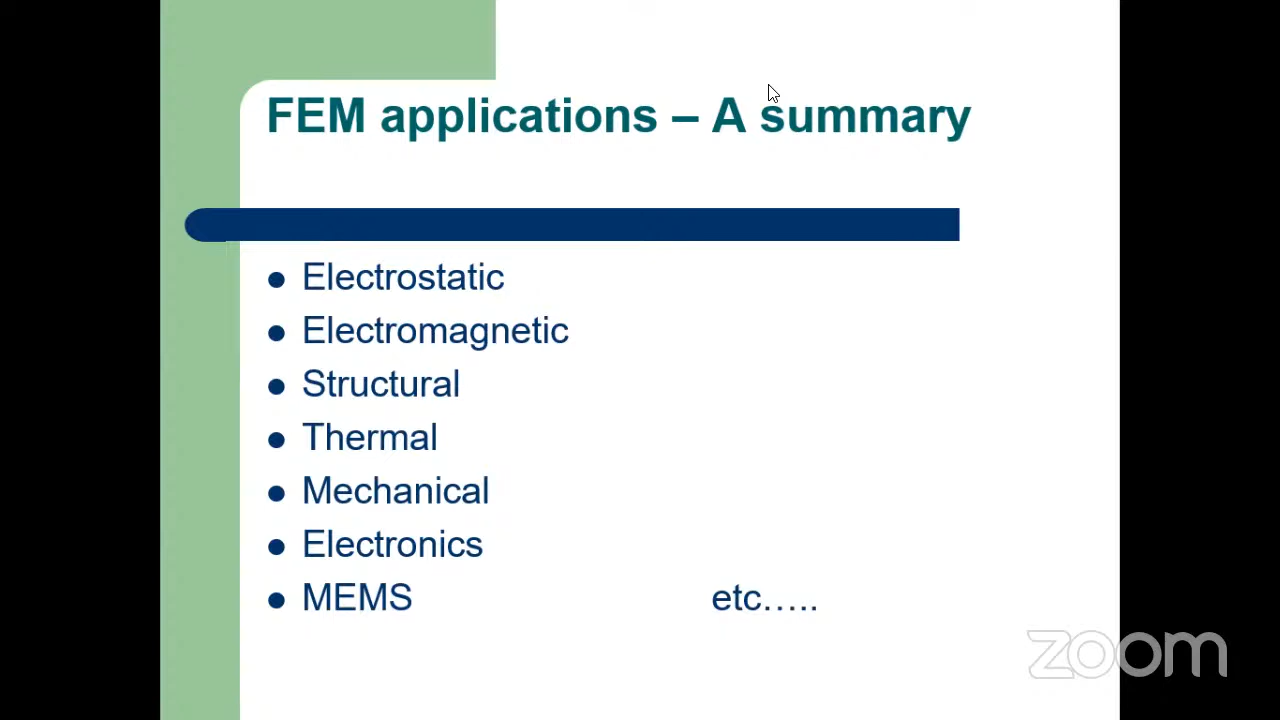 FEM applications – A summary
Electrostatic
Electromagnetic
Structural
Thermal
Mechanical
Electronics
MEMS etc…..
zoom